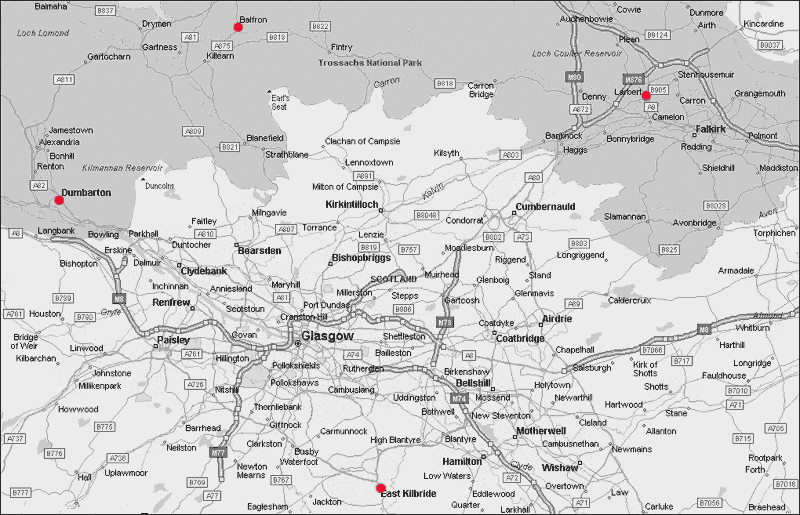 Balmaha
B837
Drymen
Balfron
B822
Auchenbowie
Cowie
Dunmore
Airth
Kincardine
Loch Lomond
A81
A875
B818
Gartness
Killearn
Fintry
Plean
B9124
B9037
Gartocharn
Trossachs National Park
Loch Coulter Reservoir
A811
Carron
B818
Carron
Bridge
M80
M876
Stenhousemuir
Larbert
B905
Grangemouth
Earl's
Seat
Denny
A872
A9
Carron
Camelon
Falkirk
Jamestown
Alexandria
A809
Blanefield
B821
Clachan of Campsie
Banknock
Bonnybridge
Polmont
Bonhill
Renton
Strathblane
Lennoxtown
Kilsyth
A803
Haggs
Redding
Kilmannan Reservoir
A891
Shieldhill
Maddiston
A82
Duncolm
Milton of Campsie
Kelvin
A80
Dumbarton
Kirkintilloch
B8048
Cumbernauld
Slamannan
B8028
Avon
Faifley
Milngavie
Condorrat
Avonbridge
Langbank
Bowling
Parkhall
A810
A807
Torrance
Lenzie
B802
A73
B803
Torphichen
A8
Duntocher
Bearsden
B819
B757
Moodiesburn
Longriggend
B825
Erskine
Dalmuir
Bishopbriggs
Riggend
Bishopton
Clydebank
SCOTLAND
Muirhead
Glenboig
Stand
Armadale
Inchinnan
Anniesland
Maryhill
Millerston
Stepps
Glenmavis
B789
M8
Renfrew
A81
Port Dundas
Gartcosh
A89
Caldercruix
A761
Houston
B790
Gryfe
Scotstoun
Cranston Hill
B806
Airdrie
Almond
Bridge
of Weir
Linwood
Paisley
Govan
Glasgow
Shettleston
M73
Coatdyke
Coatbridge
M8
Whitburn
Kilbarchan
A761
Hillington
A74
Bailleston
A8
Chapelhall
B7066
Harthill
Johnstone
Pollokshields
Rutherglen
Birkenshaw
Salsburgh
Kirk of
Shotts
B717
Longridge
Milikenpark
A726
Nitshill
Pollokshaws
Cambuslang
Bellshill
Holytown
Fauldhouse
B7010
Howwood
Uddingston
M74
Mossend
Newarthill
Shotts
A71
Thornliebank
Bothwell
New Steventon
Hartwood
Stane
A737
B775
Barrhead
Giffnock
Carmunnock
Motherwell
Cleland
Allanton
A706
B776
A736
Neilston
Clarkston
High Blantyre
Blantyre
Cambusnethan
B715
Busby
Waterfoot
Newmains
M77
Hamilton
Clyde
Wishaw
Rootpark
Forth
Uplawmoor
Newton
Mearns
Low Waters
Hall
B769
B767
A72
Overtown
B7016
B777
A77
East Kilbride
Eddlewood
Law
Jackton
Quarter
A71
B7056
Eaglesham
Larkhall
Carluke
Braehead